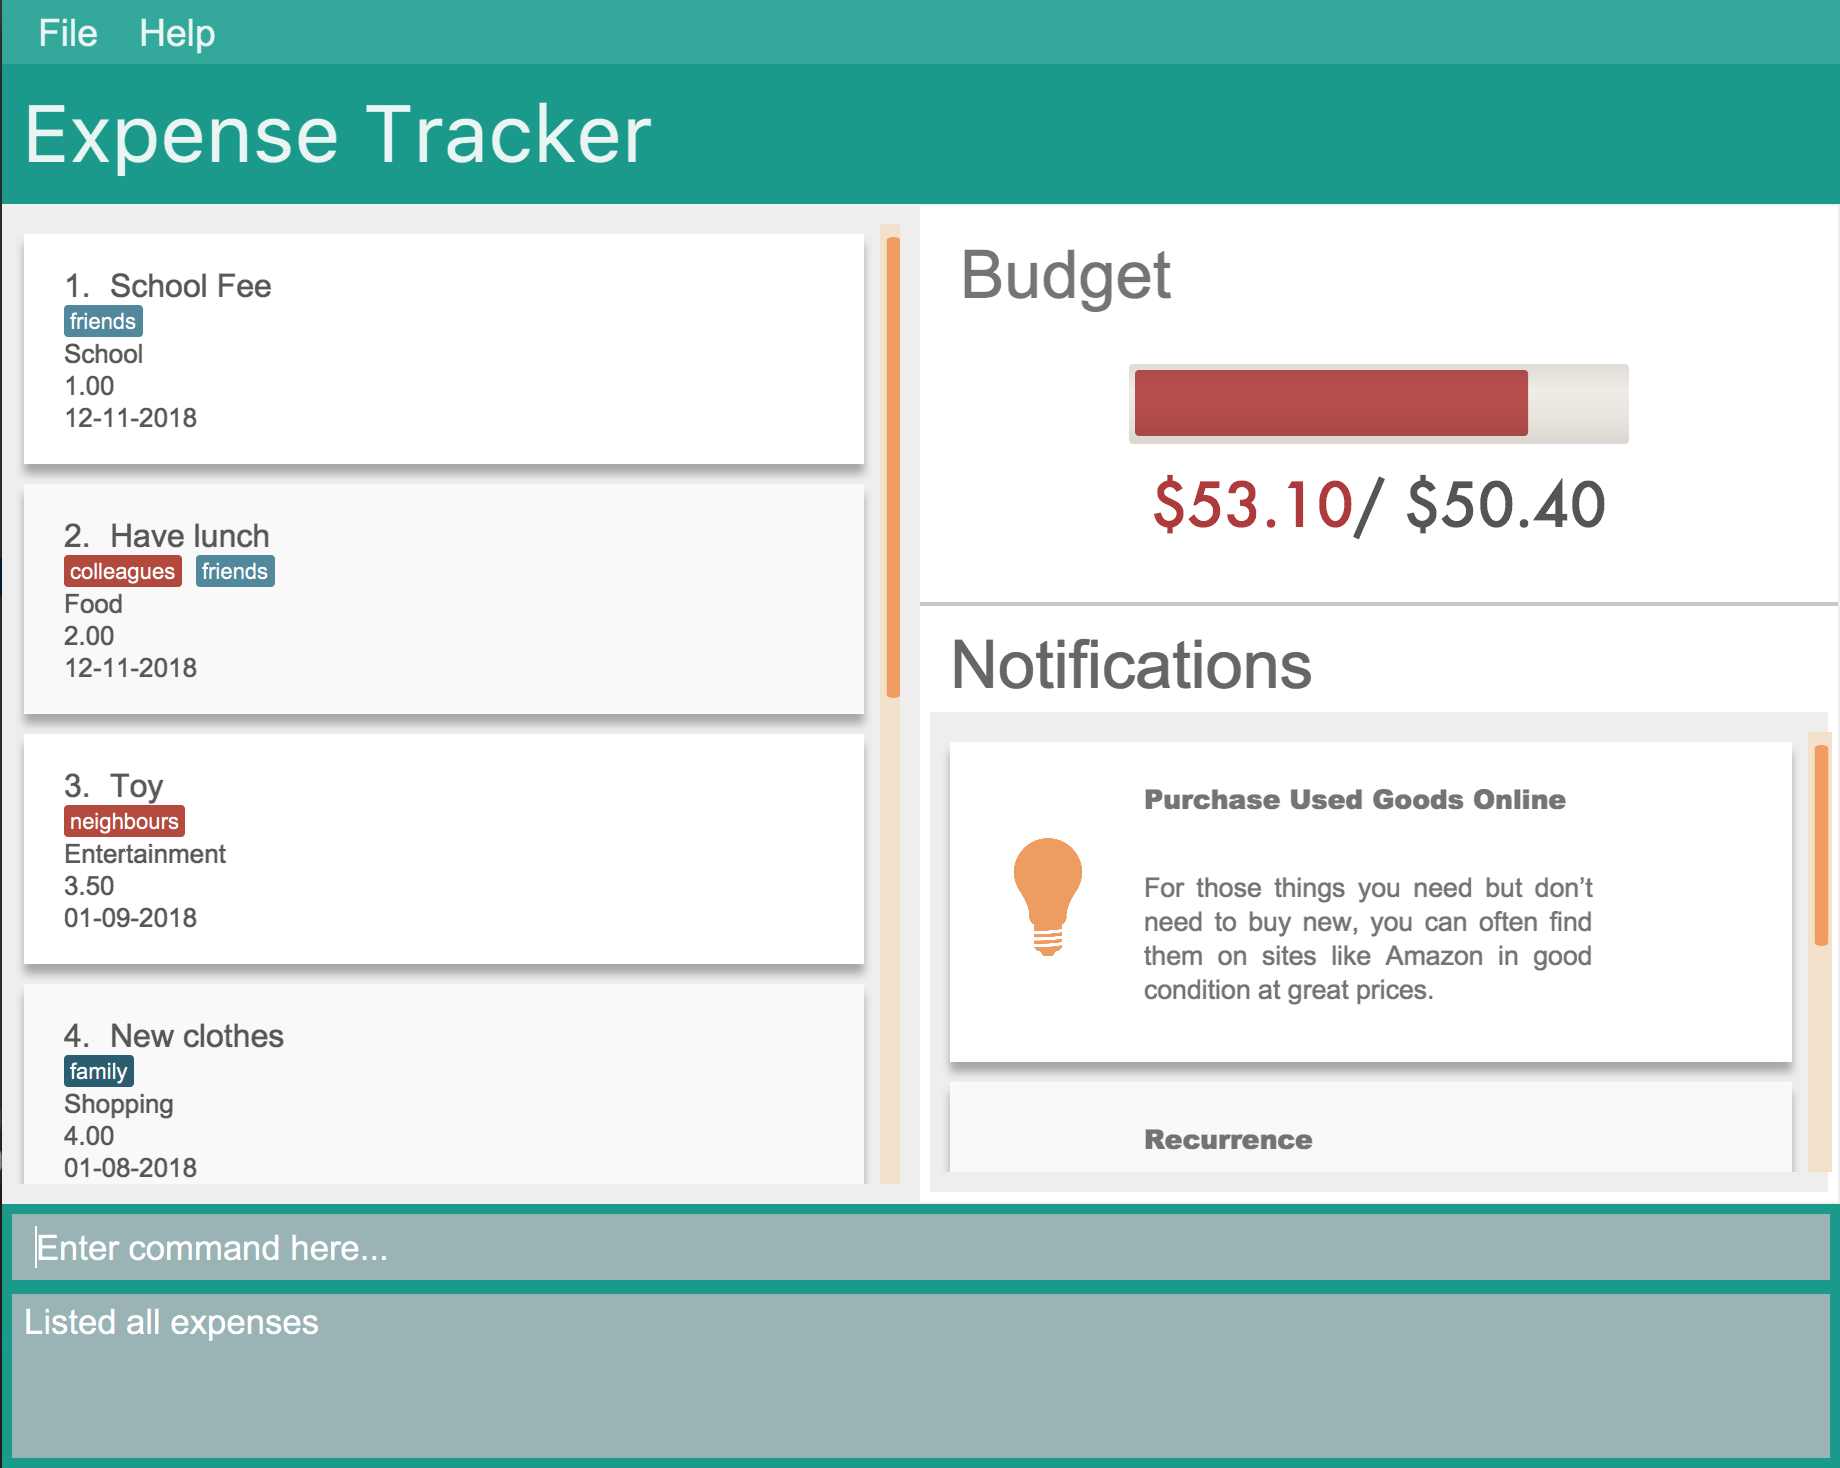 File Help
Expense Tracker
1. School Fee
friends
School
1.00
12-11-2018
2. Have lunch
colleagues friends
Food
2.00
12-11-2018
3. Toy
neighbours
Entertainment
3.50
01-09-2018
4. New clothes
family
Shopping
4.00
01-08-2018
Budget
$53.10/ $50.40
Notifications
Purchase Used Goods Online
For those things you need but don’t
need to buy new, you can often find
them on sites like Amazon in good
condition at great prices.
Recurrence
Enter command here...
Listed all expenses